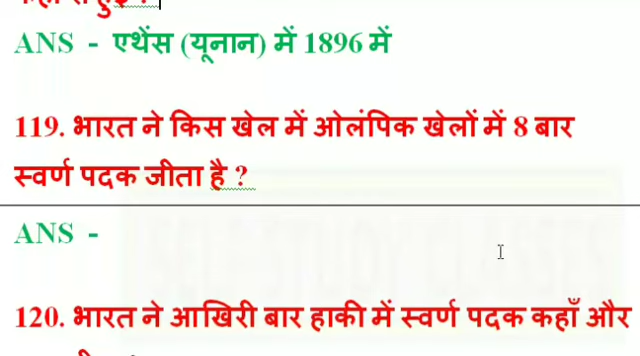 ANS - एथेंस (यूनान) में 1896 में
119. भारत ने किस खेल में ओलंपिक खेलों में 8 बार
स्वर्ण पदक जीता है ?
ANS -
120. भारत ने आखिरी बार हाकी में स्वर्ण पदक कहाँ और